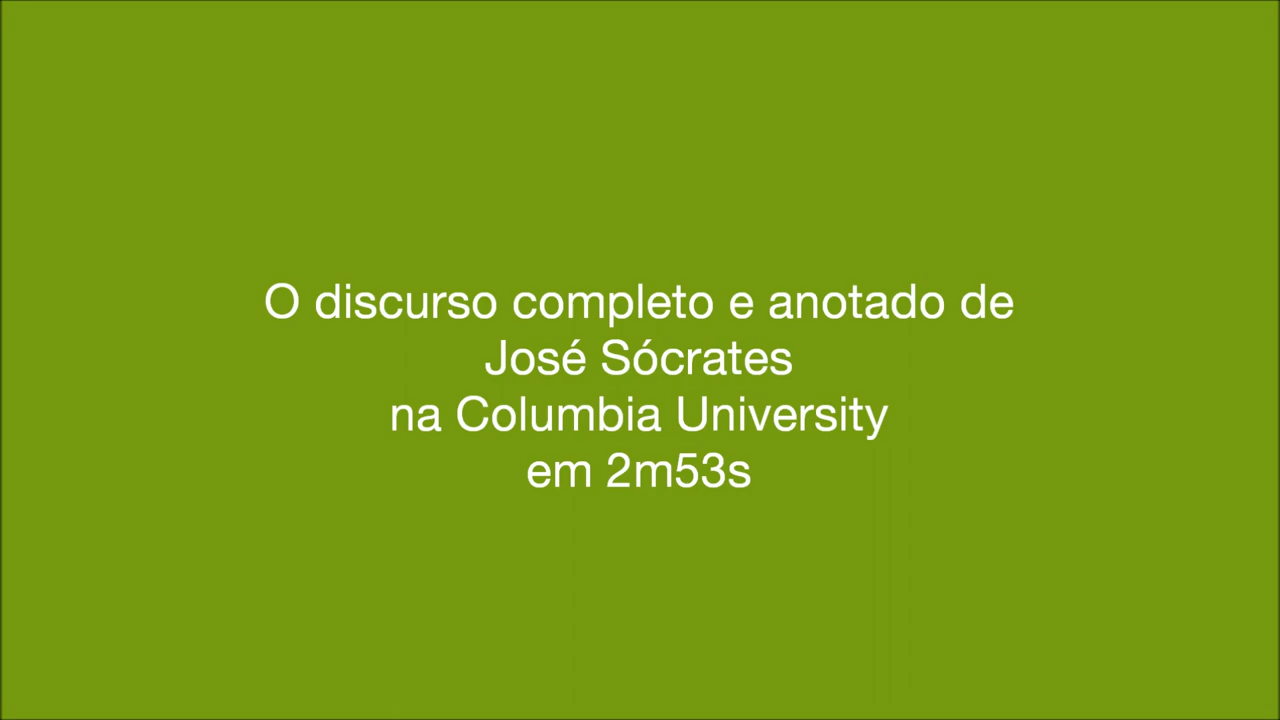 O discurso completo e anotado de
José Sócrates
na Columbia University
em 2m53s